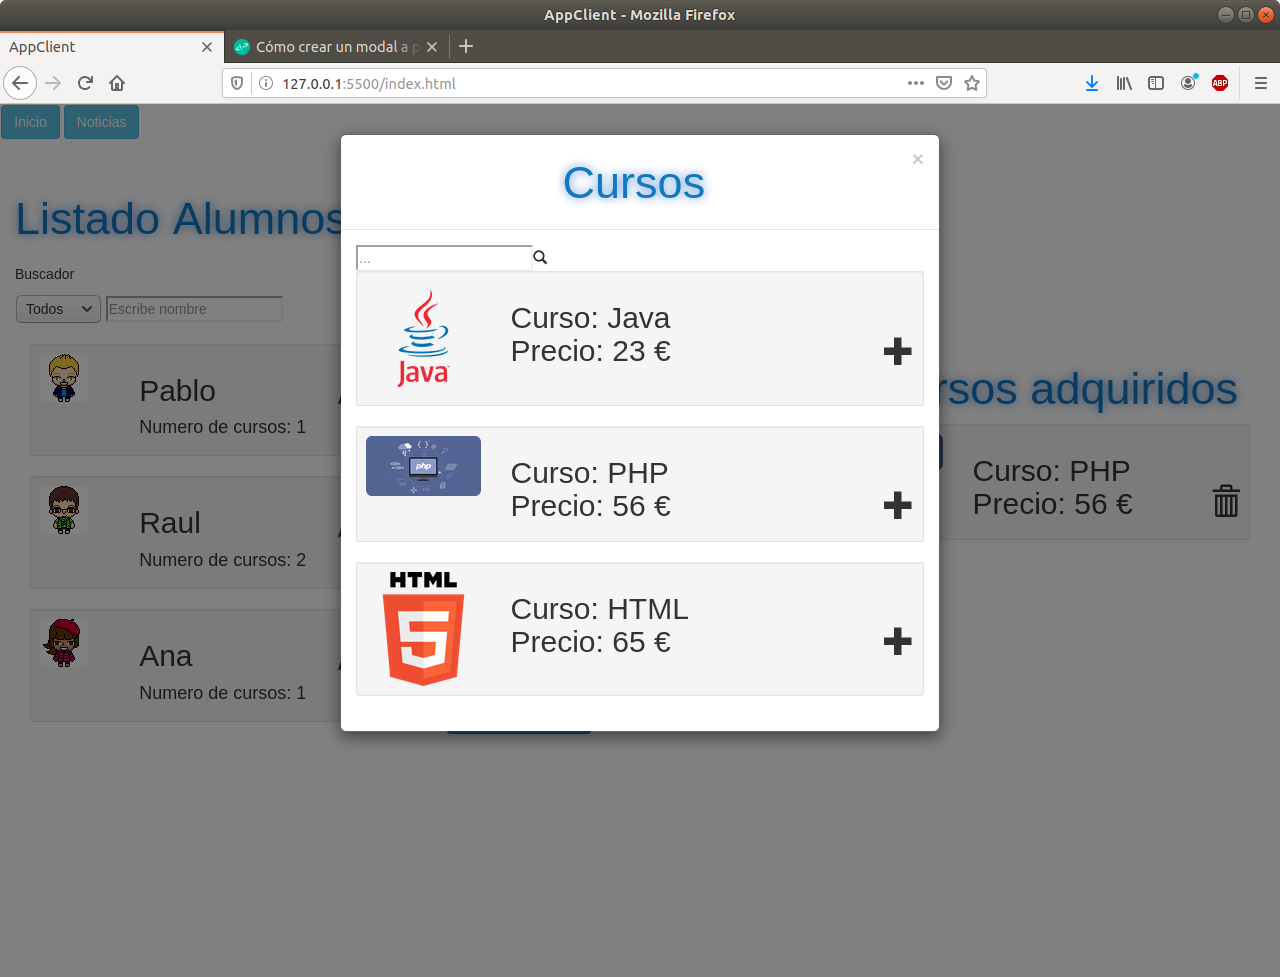 AppClient - Mozilla Firefox
AppClient
Cómo crear un modal a p
127.0.0.1:5500/index.html
ABP
Inicio
Noticias
Cursos
×
Listado Alumnos
Buscador
Todos
Escribe nombre
Pablo
Numero de cursos: 1
Raul
Numero de cursos: 2
Ana
Numero de cursos: 1
...
Java
Curso: Java
Precio: 23 €
php
Curso: PHP
Precio: 56 €
HTML
5
Curso: HTML
Precio: 65 €
rsos adquiridos
Curso: PHP
Precio: 56 €